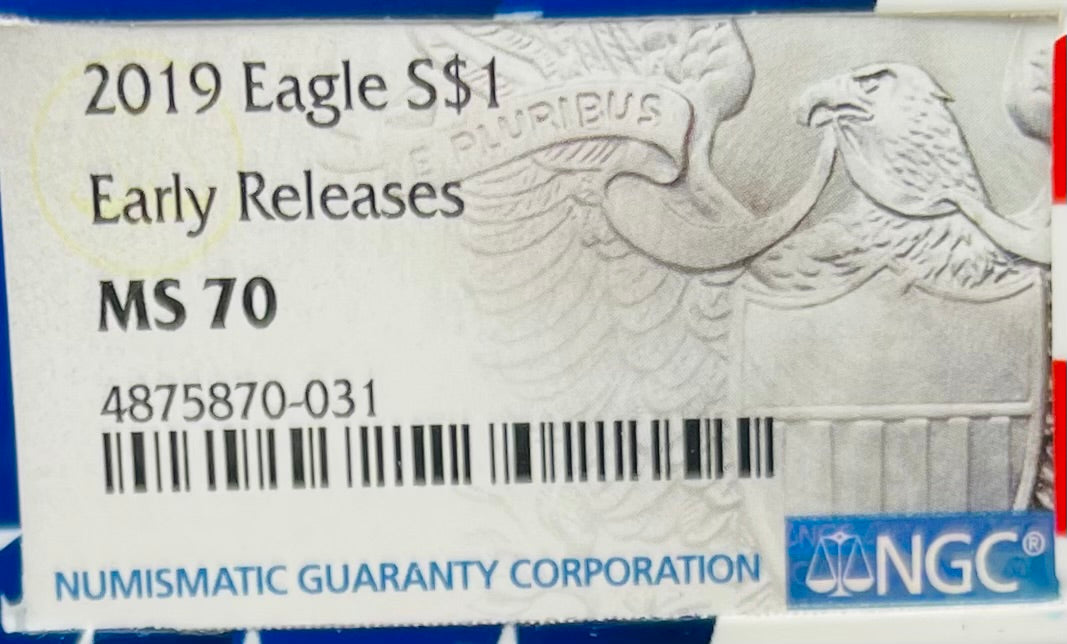 2019 Eagle S$1
E PLURIBUS
Early Releases
MS 70
4875870-031
NUMISMATIC GUARANTY CORPORATION
NGC®